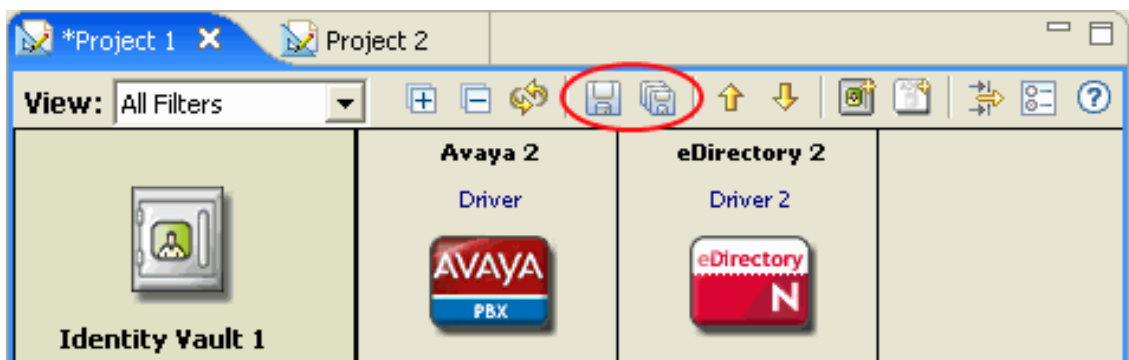 *Project 1
Project 2
View: All Filters
Avaya 2
eDirectory 2
Driver
Driver 2
AVAYA
PBX
eDirectory
N
Identity Vault 1